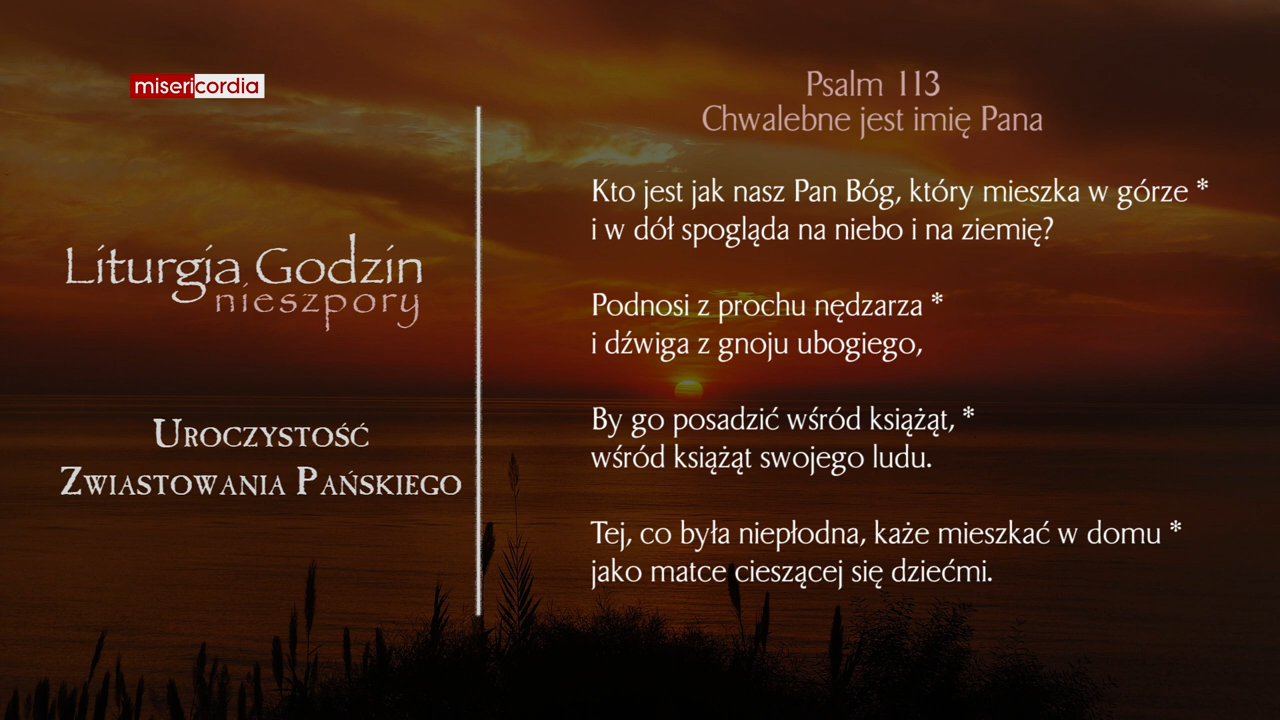 misericordia
Liturgia Godzin
nieszpory
Uroczystość
Zwiastowania Pańskiego
Psalm 113
Chwalebne jest imię Pana
Kto jest jak nasz Pan Bóg, który mieszka w górze *
i w dół spogląda na niebo i na ziemię?
Podnosi z prochu nędzarza *
i dźwiga z gnoju ubogiego,
By go posadzić wśród książąt, *
wśród książąt swojego ludu.
Tej, co była niepłodna, każe mieszkać w domu *
jako matce cieszącej się dziećmi.